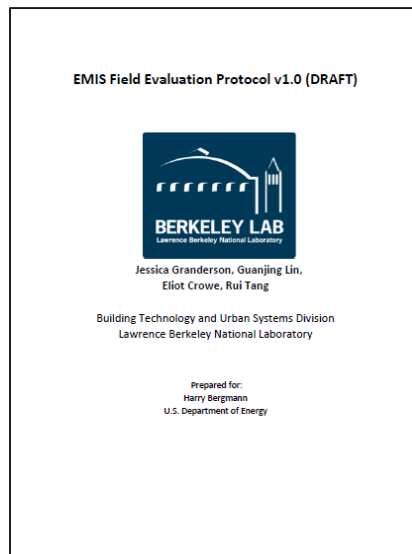 EMIS Field Evaluation Protocol v1.0 (DRAFT)
BERKELEY LAB
Lawrence Berkeley National Laboratory
Jessica Granderson, Guanjing Lin,
Eliot Crowe, Rui Tang
Building Technology and Urban Systems Division
Lawrence Berkeley National Laboratory
Prepared for:
Harry Bergmann
U.S. Department of Energy